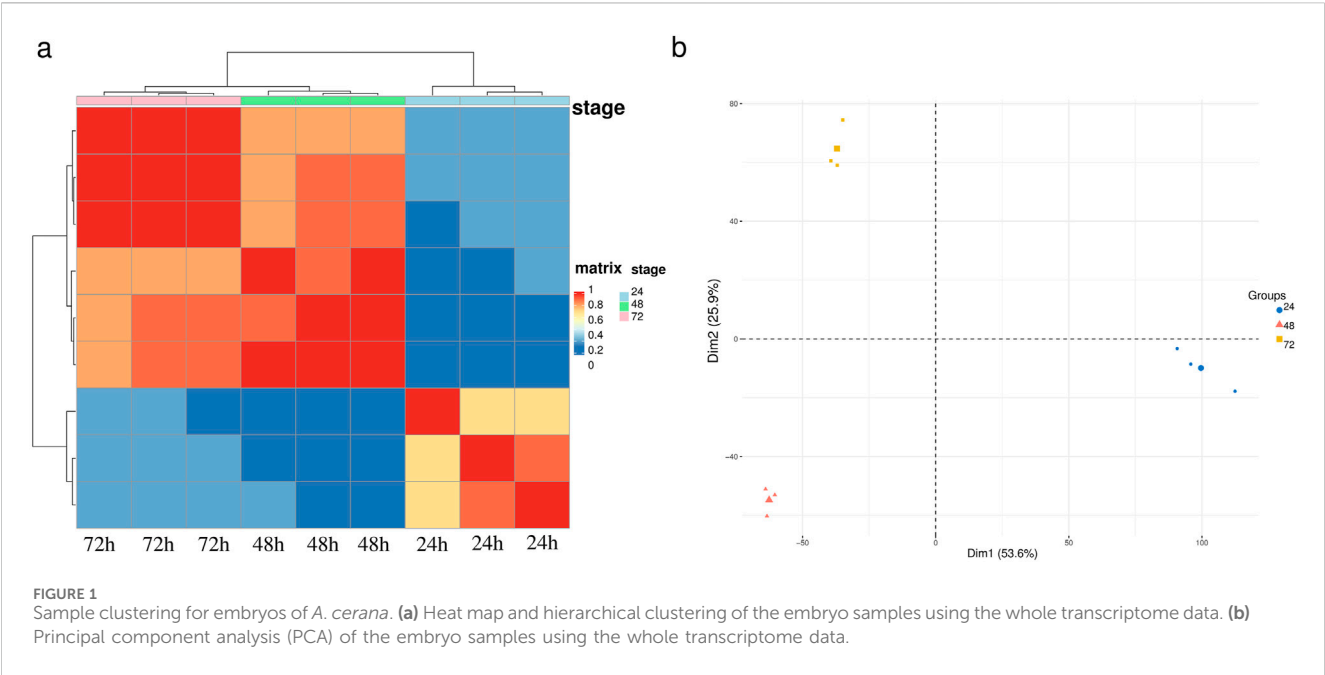 a
stage
matrix
1
0.8
0.6
0.4
0.2
0
stage
24
48
72
72h 72h 72h 48h 48h 48h 24h 24h 24h
b
80
40
0
−40
Dim2 (25.9%)
−50 0 50 100
Dim1 (53.6%)
Groups
24
48
72
FIGURE 1
Sample clustering for embryos of A. cerana. (a) Heat map and hierarchical clustering of the embryo samples using the whole transcriptome data. (b)
Principal component analysis (PCA) of the embryo samples using the whole transcriptome data.